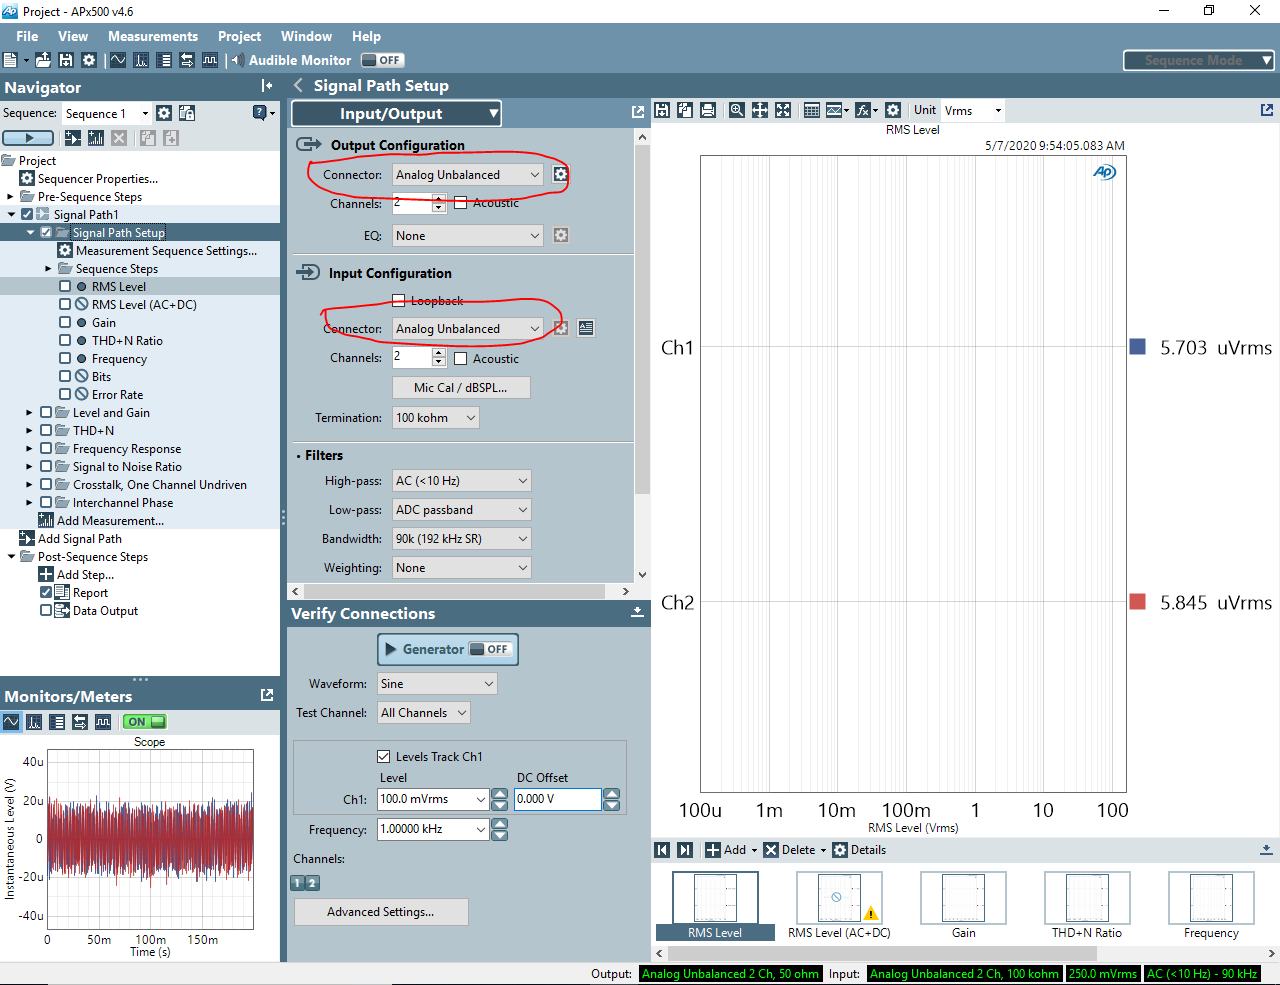 Project - APx500 v4.6
File View Measurements Project Window Help
Audible Monitor OFF
Sequence Mode
Navigator
Signal Path Setup
Sequence: Sequence 1
Input/Output
Unit Vrms
RMS Level
5/7/2020 9:54:05.083 AM
Project
Sequencer Properties...
Pre-Sequence Steps
Signal Path1
Signal Path Setup
Measurement Sequence Settings...
Sequence Steps
RMS Level
RMS Level (AC+DC)
Gain
THD+N Ratio
Frequency
Bits
Error Rate
Level and Gain
THD+N
Frequency Response
Signal to Noise Ratio
Crosstalk, One Channel Undriven
Interchannel Phase
Add Measurement...
Add Signal Path
Post-Sequence Steps
Add Step...
Report
Data Output
Output Configuration
Connector: Analog Unbalanced
Channels: 2 Acoustic
EQ: None
Input Configuration
Loopback
Connector: Analog Unbalanced
Channels: 2 Acoustic
Mic Cal / dBSPL...
Termination: 100 kohm
Filters
High-pass: AC (<10 Hz)
Low-pass: ADC passband
Bandwidth: 90k (192 kHz SR)
Weighting: None
Verify Connections
Generator OFF
Waveform: Sine
Test Channel: All Channels
Levels Track Ch1
Level DC Offset
Ch1: 100.0 mVrms 0.000 V
Frequency: 1.00000 kHz
Channels:
1 2
Advanced Settings...
Monitors/Meters
ON
Scope
Instantaneous Level (V)
40u
20u
0
-20u
-40u
0 50m 100m 150m
Time (s)
AP
Ch1 5.703 uVrms
Ch2 5.845 uVrms
100u 1m 10m 100m 1 10 100
RMS Level (Vrms)
Add Delete Details
RMS Level RMS Level (AC+DC) Gain THD+N Ratio Frequency
Output: Analog Unbalanced 2 Ch, 50 ohm Input: Analog Unbalanced 2 Ch, 100 kohm 250.0 mVrms AC (<10 Hz) - 90 kHz